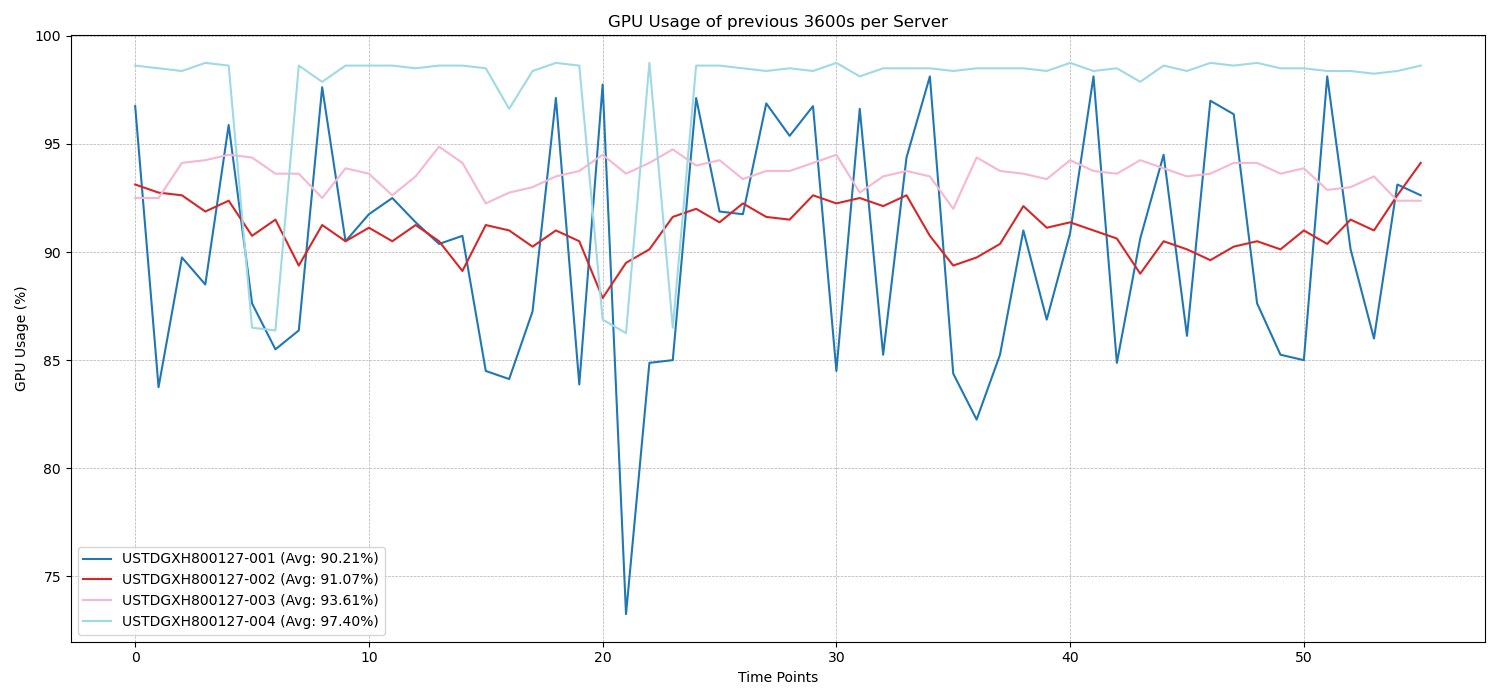 GPU Usage of previous 3600s per Server
GPU Usage (%)
100
95
90
85
80
75
USTDGXH800127-001 (Avg: 90.21%)
USTDGXH800127-002 (Avg: 91.07%)
USTDGXH800127-003 (Avg: 93.61%)
USTDGXH800127-004 (Avg: 97.40%)
0 10 20 30 40 50
Time Points